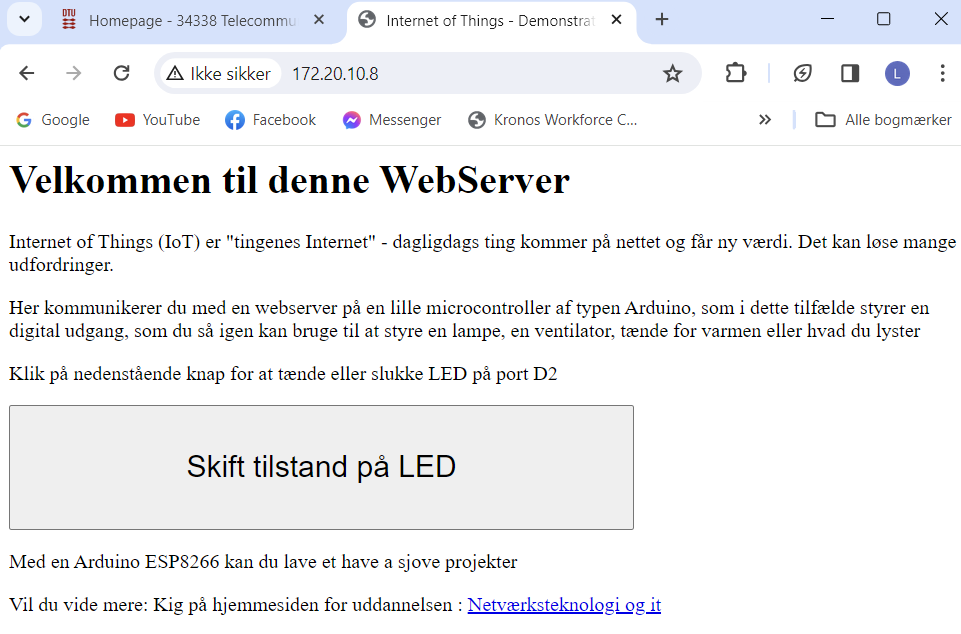 Homepage - 34338 Telecommu
Internet of Things - Demonstrat
Ikke sikker
172.20.10.8
L
Google
YouTube
Facebook
Messenger
Kronos Workforce C...
Alle bogmærker
Velkommen til denne WebServer
Internet of Things (IoT) er "tingenes Internet" - dagligdags ting kommer på nettet og får ny værdi. Det kan løse mange
udfordringer.
Her kommunikerer du med en webserver på en lille microcontroller af typen Arduino, som i dette tilfælde styrer en
digital udgang, som du så igen kan bruge til at styre en lampe, en ventilator, tænde for varmen eller hvad du lyster
Klik på nedenstående knap for at tænde eller slukke LED på port D2
Skift tilstand på LED
Med en Arduino ESP8266 kan du lave et have a sjove projekter
Vil du vide mere: Kig på hjemmesiden for uddannelsen : Netværksteknologi og it